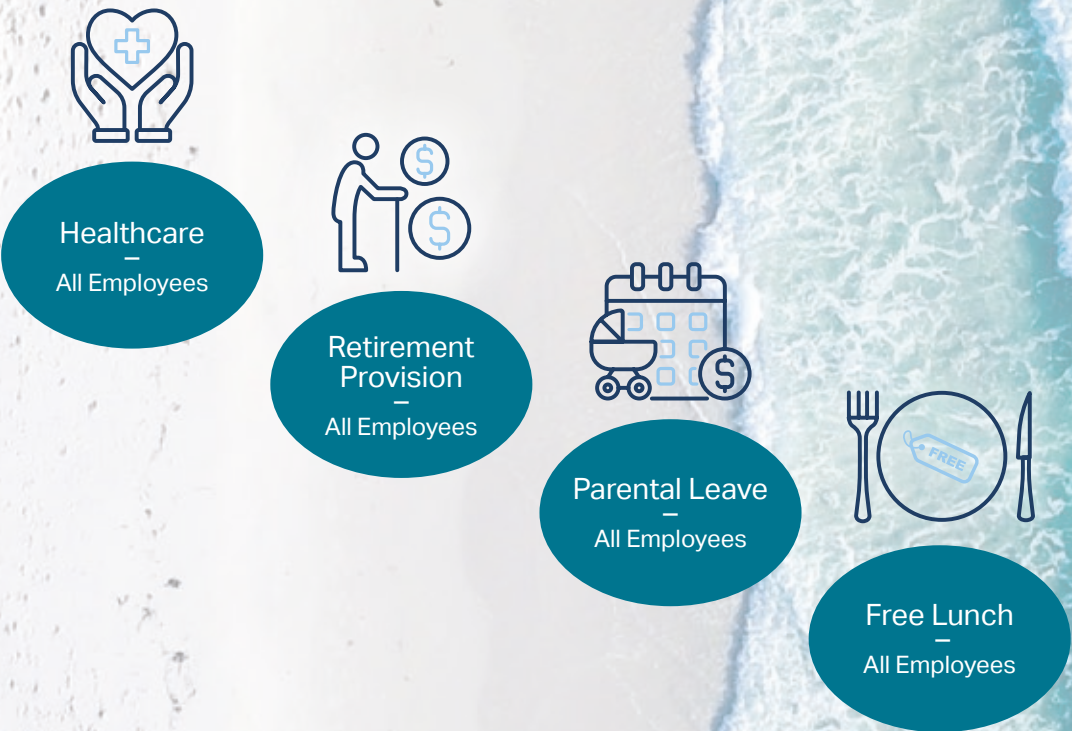 Healthcare
–
All Employees
$
$
Retirement
Provision
–
All Employees
$
Parental Leave
–
All Employees
FREE
Free Lunch
–
All Employees